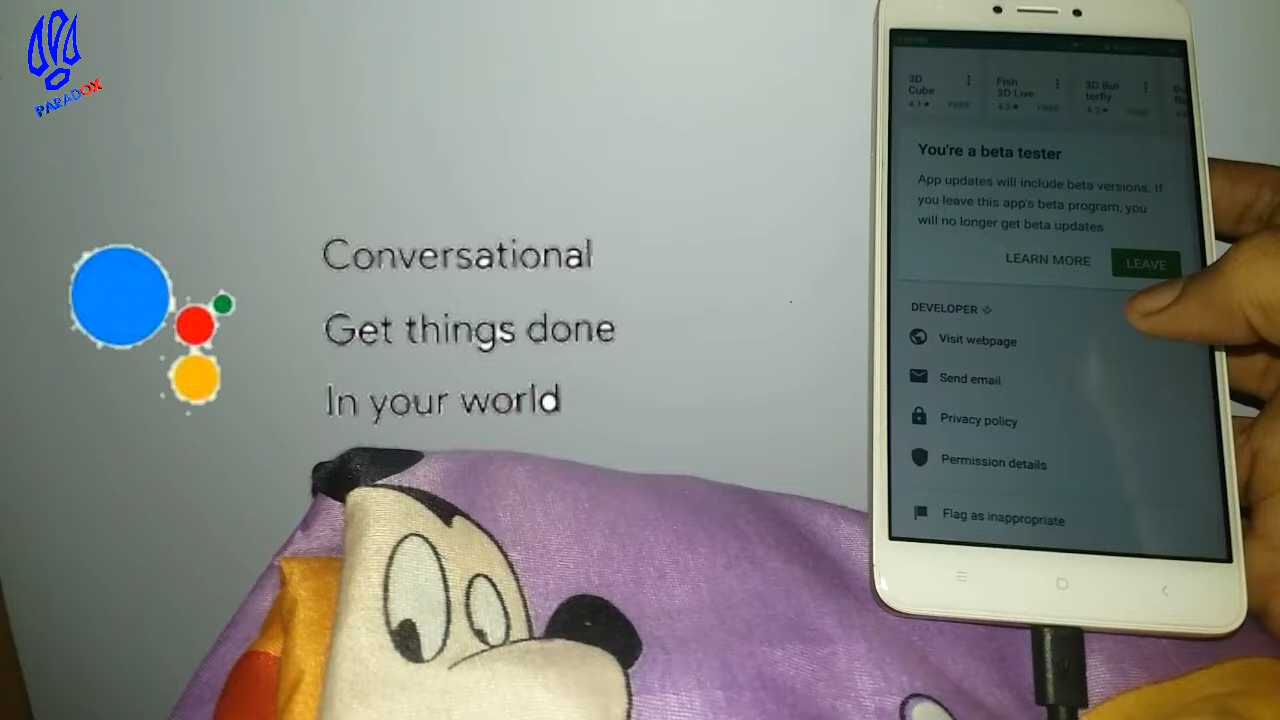 PARADOX
Conversational
Get things done
In your world
3D
Cube
4.1★
FREE
Fish
3D Live
4.3★
FREE
3D But
terfly
You're a beta tester
App updates will include beta versions. If
you leave this app's beta program, you
will no longer get beta updates
LEARN MORE
LEAVE
DEVELOPER
Visit webpage
Send email
Privacy policy
Permission details
Flag as inappropriate